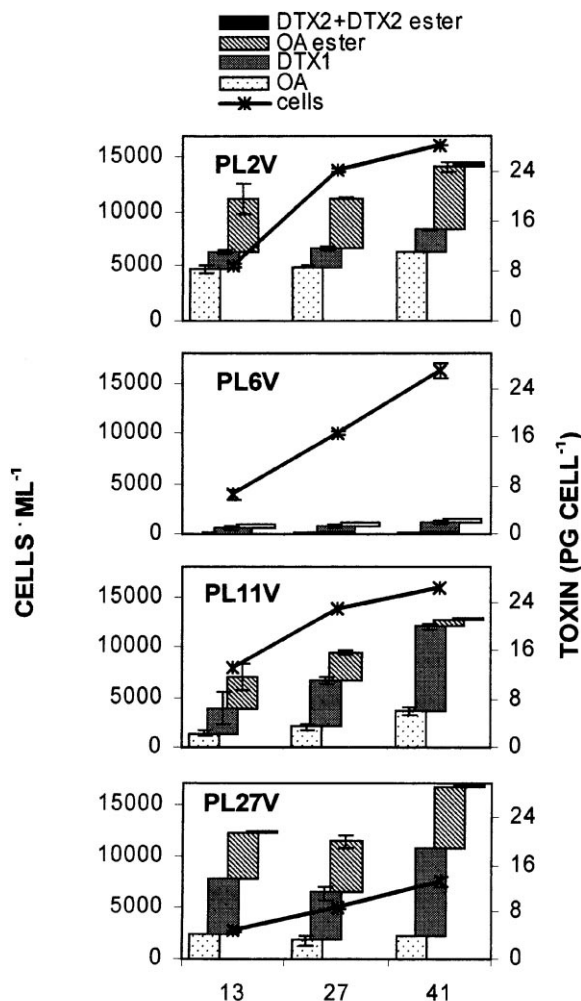 DTX2+DTX2 ester
OA ester
DTX1
OA
cells
PL2V
15000
10000
5000
0
24
16
8
0
PL6V
15000
10000
5000
0
24
16
8
0
PL11V
15000
10000
5000
0
24
16
8
0
PL27V
15000
10000
5000
0
24
16
8
0
13 27 41
CELLS · ML⁻¹
TOXIN (PG CELL⁻¹)